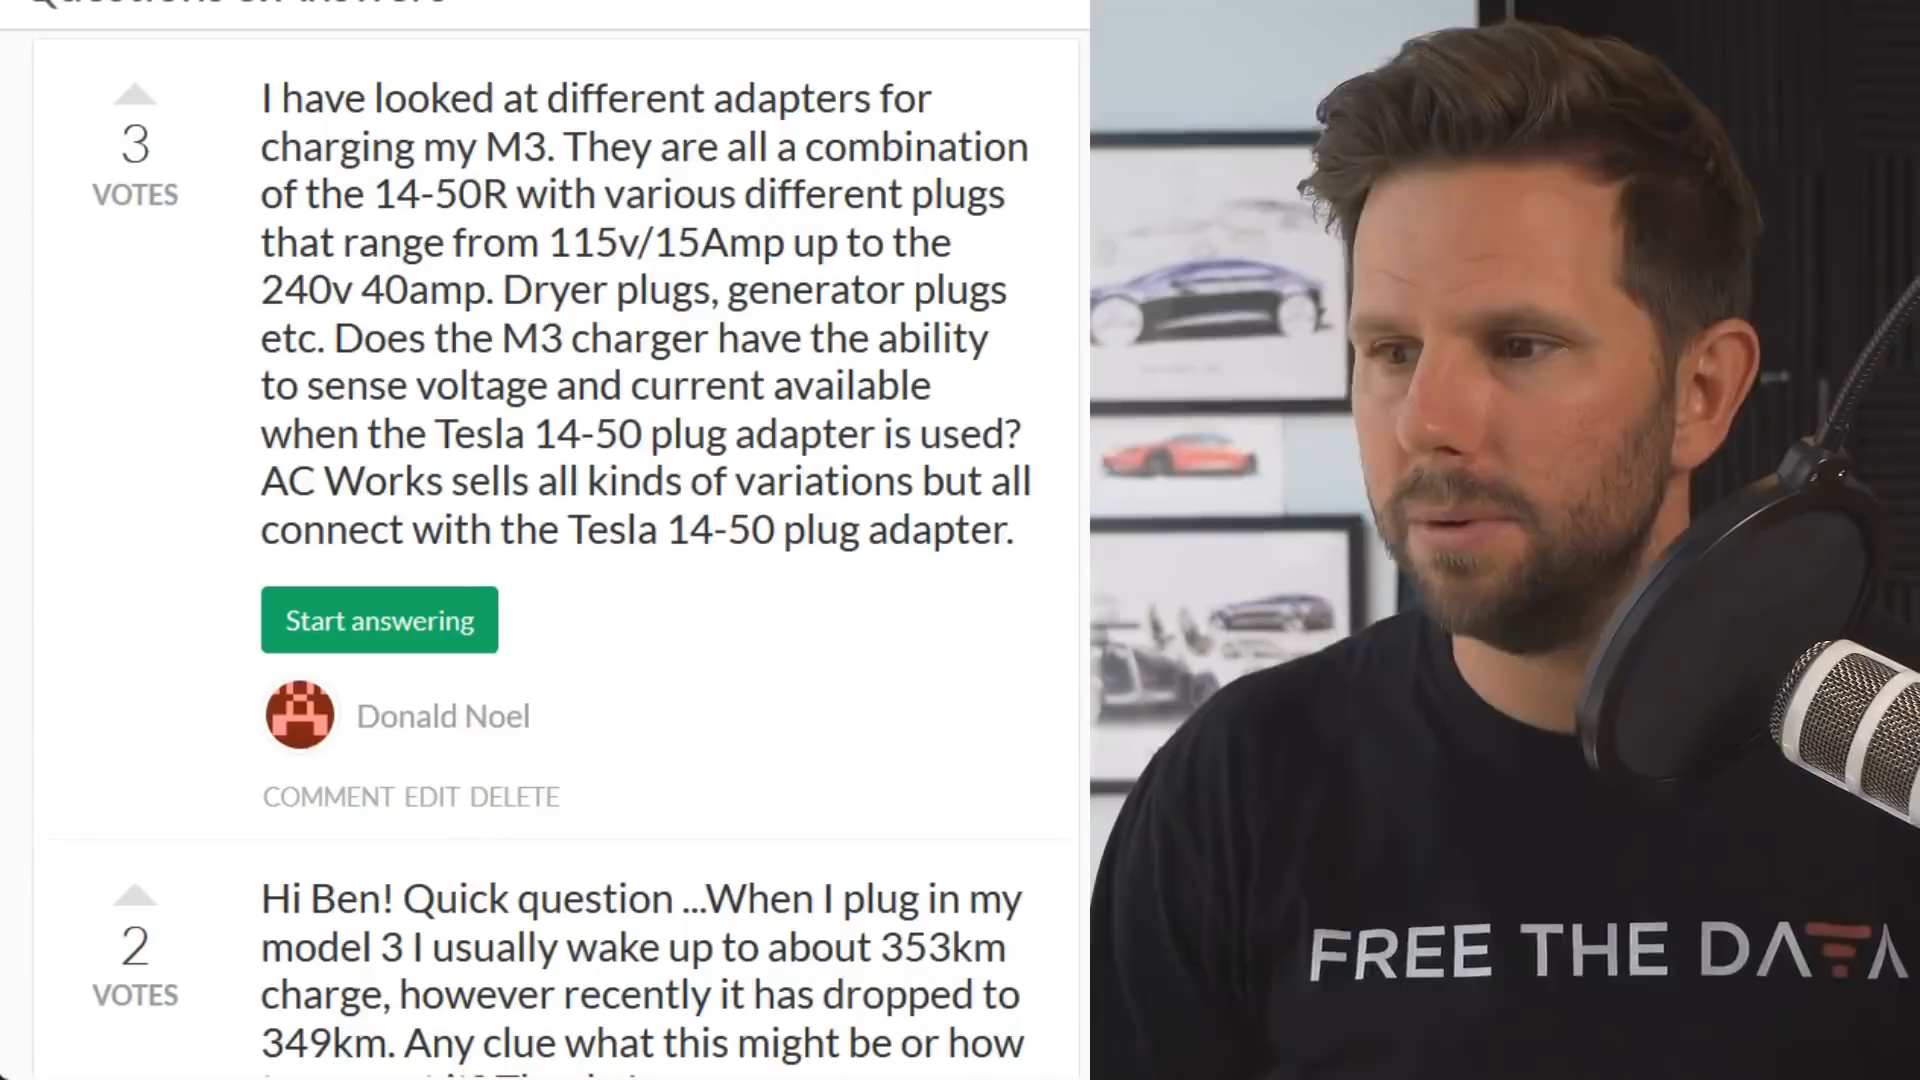 3
VOTES
I have looked at different adapters for
charging my M3. They are all a combination
of the 14-50R with various different plugs
that range from 115v/15Amp up to the
240v 40amp. Dryer plugs, generator plugs
etc. Does the M3 charger have the ability
to sense voltage and current available
when the Tesla 14-50 plug adapter is used?
AC Works sells all kinds of variations but all
connect with the Tesla 14-50 plug adapter.
Start answering
Donald Noel
COMMENT EDIT DELETE
2
VOTES
Hi Ben! Quick question ...When I plug in my
model 3 I usually wake up to about 353km
charge, however recently it has dropped to
349km. Any clue what this might be or how
FREE THE DATA